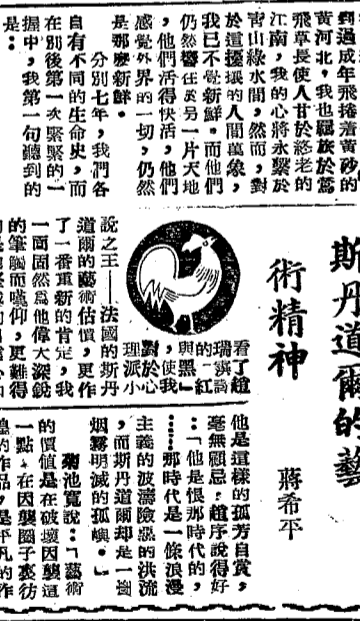 到過成年飛捲着黃砂的
黃河北，我也羈旅於鶯
飛草長使人甘於終老的
江南，我的心將永繫於
青山綠水間，然而，對
於這擾攘的人間萬象，
我已不覺新鮮。而他們
仍然嚮往於另一片天地
，他們活得快活，他們
感覺外界的一切，仍然
是那麽新鮮。
分別七年，我們各
自有不同的生命史，而
在別後第一次緊緊的一
握中，我第一句聽到的
是：
斯丹道爾的藝
術精神
蔣希平
看了趙
瑞霟譯
的「紅
與黑」
，使我
對於心
理派小
說之王——法國的斯丹
道爾的藝術估價，更作
了一番重新的肯定，我
一面固然爲他偉大深銳
的筆觸而嘆仰，更難得
他是這樣的孤芳自賞，
毫無顧忌。趙序說得好
：「他是恨那時代的，
……那時代是一條浪漫
主義的波濤險惡的洪流
，而斯丹道爾却是一個
烟霧明滅的孤嶼。」
菊池寬說：「藝術
的價值是在破壞因襲這
一點。在因襲圈子裏彷
徨的作品，是平凡的作